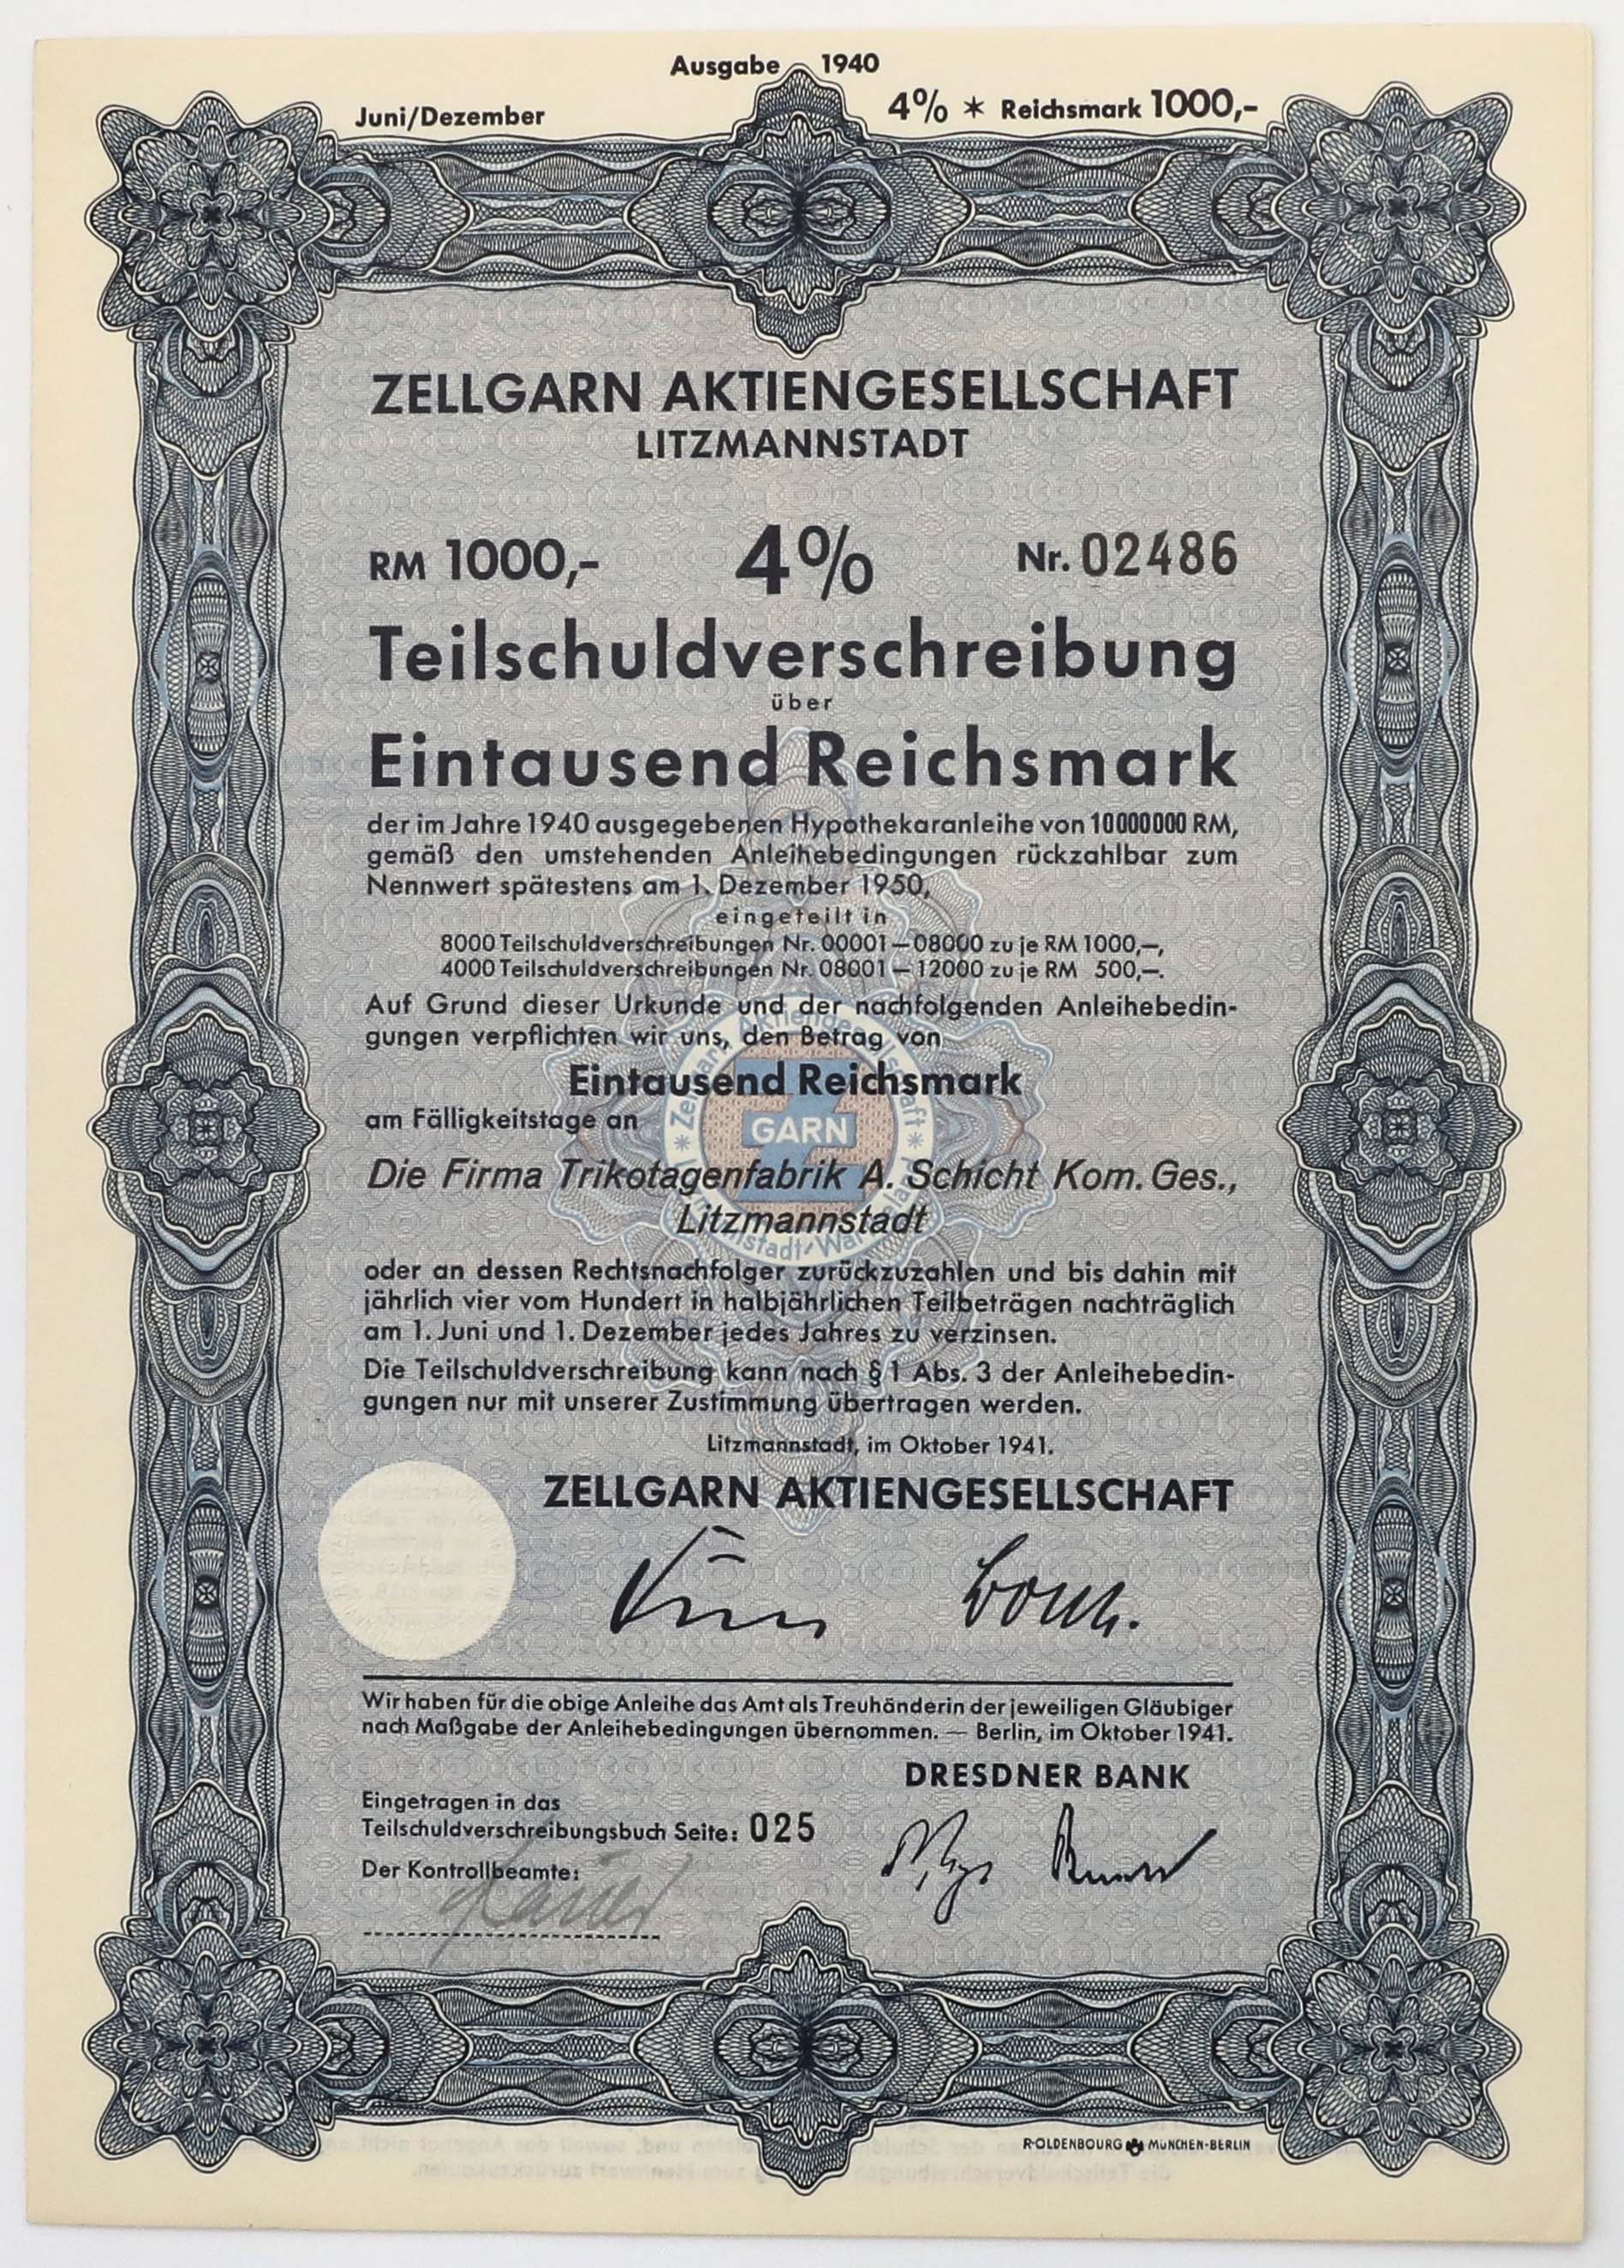 Ausgabe 1940
Juni/Dezember
4% * Reichsmark 1000,-
ZELLGARN AKTIENGESELLSCHAFT
LITZMANNSTADT
RM 1000,- 4% Nr. 02486
Teilschuldverschreibung
über
Eintausend Reichsmark
der im Jahre 1940 ausgegebenen Hypothekaranleihe von 10000000 RM,
gemäß den umstehenden Anleihebedingungen rückzahlbar zum
Nennwert spätestens am 1. Dezember 1950,
eingeteilt in
8000 Teilschuldverschreibungen Nr. 00001—08000 zu je RM 1000,—,
4000 Teilschuldverschreibungen Nr. 08001—12000 zu je RM 500,—.
Auf Grund dieser Urkunde und der nachfolgenden Anleihebedin-
gungen verpflichten wir uns, den Betrag von
Eintausend Reichsmark
am Fälligkeitstage an
GARN
Die Firma Trikotagenfabrik A. Schicht Kom. Ges.,
Litzmannstadt
oder an dessen Rechtsnachfolger zurückzuzahlen und bis dahin mit
jährlich vier vom Hundert in halbjährlichen Teilbeträgen nachträglich
am 1. Juni und 1. Dezember jedes Jahres zu verzinsen.
Die Teilschuldverschreibung kann nach § 1 Abs. 3 der Anleihebedin-
gungen nur mit unserer Zustimmung übertragen werden.
Litzmannstadt, im Oktober 1941.
ZELLGARN AKTIENGESELLSCHAFT
Wir haben für die obige Anleihe das Amt als Treuhänderin der jeweiligen Gläubiger
nach Maßgabe der Anleihebedingungen übernommen. — Berlin, im Oktober 1941.
DRESDNER BANK
Eingetragen in das
Teilschuldverschreibungsbuch Seite: 025
Der Kontrollbeamte:
R·OLDENBOURG MÜNCHEN-BERLIN